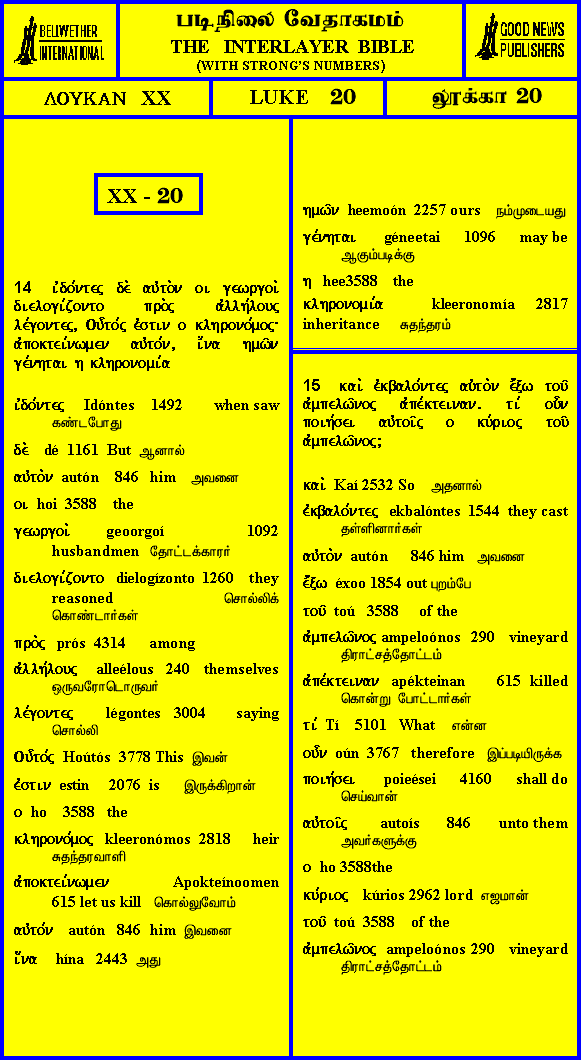 BELLWETHER
INTERNATIONAL
படிநிலை வேதாகமம்
THE INTERLAYER BIBLE
(WITH STRONG'S NUMBERS)
GOOD NEWS
PUBLISHERS
ΛΟΥΚΑΝ XX
LUKE 20
லூக்கா 20
XX - 20
14 ἰδόντες δὲ αὐτὸν οι γεωργοὶ
διελογίζοντο πρὸς ἀλλήλους
λέγοντες, Οὗτός ἐστιν ο κληρονόμος·
ἀποκτείνωμεν αὐτόν, ἵνα ημῶν
γένηται η κληρονομία
ἰδόντες Idóntes 1492 when saw
கண்டபோது
δὲ dé 1161 But ஆனால்
αὐτὸν autón 846 him அவனை
οι hoi 3588 the
γεωργοὶ geoorgoí 1092
husbandmen தோட்டக்காரர்
διελογίζοντο dielogízonto 1260 they
reasoned சொல்லிக்
கொண்டார்கள்
πρὸς prós 4314 among
ἀλλήλους alleélous 240 themselves
ஒருவரோடொருவர்
λέγοντες légontes 3004 saying
சொல்லி
Οὗτός Hoútós 3778 This இவன்
ἐστιν estin 2076 is இருக்கிறான்
ο ho 3588 the
κληρονόμος kleeronómos 2818 heir
சுதந்தரவாளி
ἀποκτείνωμεν Apokteínoomen
615 let us kill கொல்லுவோம்
αὐτόν autón 846 him இவனை
ἵνα hína 2443 அது
ημῶν heemoón 2257 ours நம்முடையது
γένηται géneetai 1096 may be
ஆகும்படிக்கு
η hee3588 the
κληρονομία kleeronomía 2817
inheritance சுதந்தரம்
15 καὶ ἐκβαλόντες αὐτὸν ἔξω τοῦ
ἀμπελῶνος ἀπέκτειναν. τί οὖν
ποιήσει αὐτοῖς ο κύριος τοῦ
ἀμπελῶνος;
καὶ Kaí 2532 So அதனால்
ἐκβαλόντες ekbalóntes 1544 they cast
தள்ளினார்கள்
αὐτὸν autón 846 him அவனை
ἔξω éxoo 1854 out புறம்பே
τοῦ toú 3588 of the
ἀμπελῶνος ampeloónos 290 vineyard
திராட்சத்தோட்டம்
ἀπέκτειναν apékteinan 615 killed
கொன்று போட்டார்கள்
τί Tí 5101 What என்ன
οὖν oún 3767 therefore இப்படியிருக்க
ποιήσει poieései 4160 shall do
செய்வான்
αὐτοῖς autoís 846 unto them
அவர்களுக்கு
ο ho 3588the
κύριος kúrios 2962 lord எஜமான்
τοῦ toú 3588 of the
ἀμπελῶνος ampeloónos 290 vineyard
திராட்சத்தோட்டம்